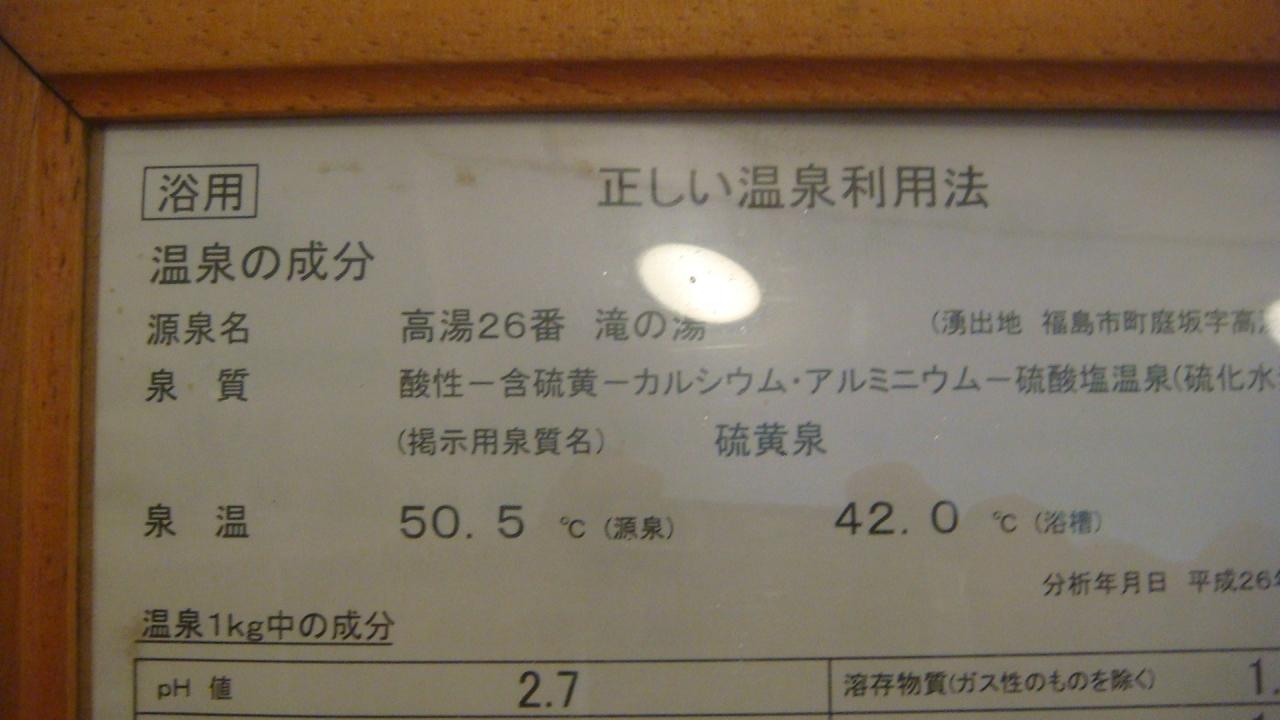 浴用 正しい温泉利用法
温泉の成分
源泉名 高湯26番 滝の湯 (湧出地 福島市町庭坂字高
泉 質 酸性－含硫黄－カルシウム・アルミニウム－硫酸塩温泉(硫化水
(掲示用泉質名) 硫黄泉
泉 温 50.5 ℃ (源泉) 42.0 ℃ (浴槽)
分析年月日 平成26
温泉1kg中の成分
pH 値 2.7 溶存物質(ガス性のものを除く) 1.